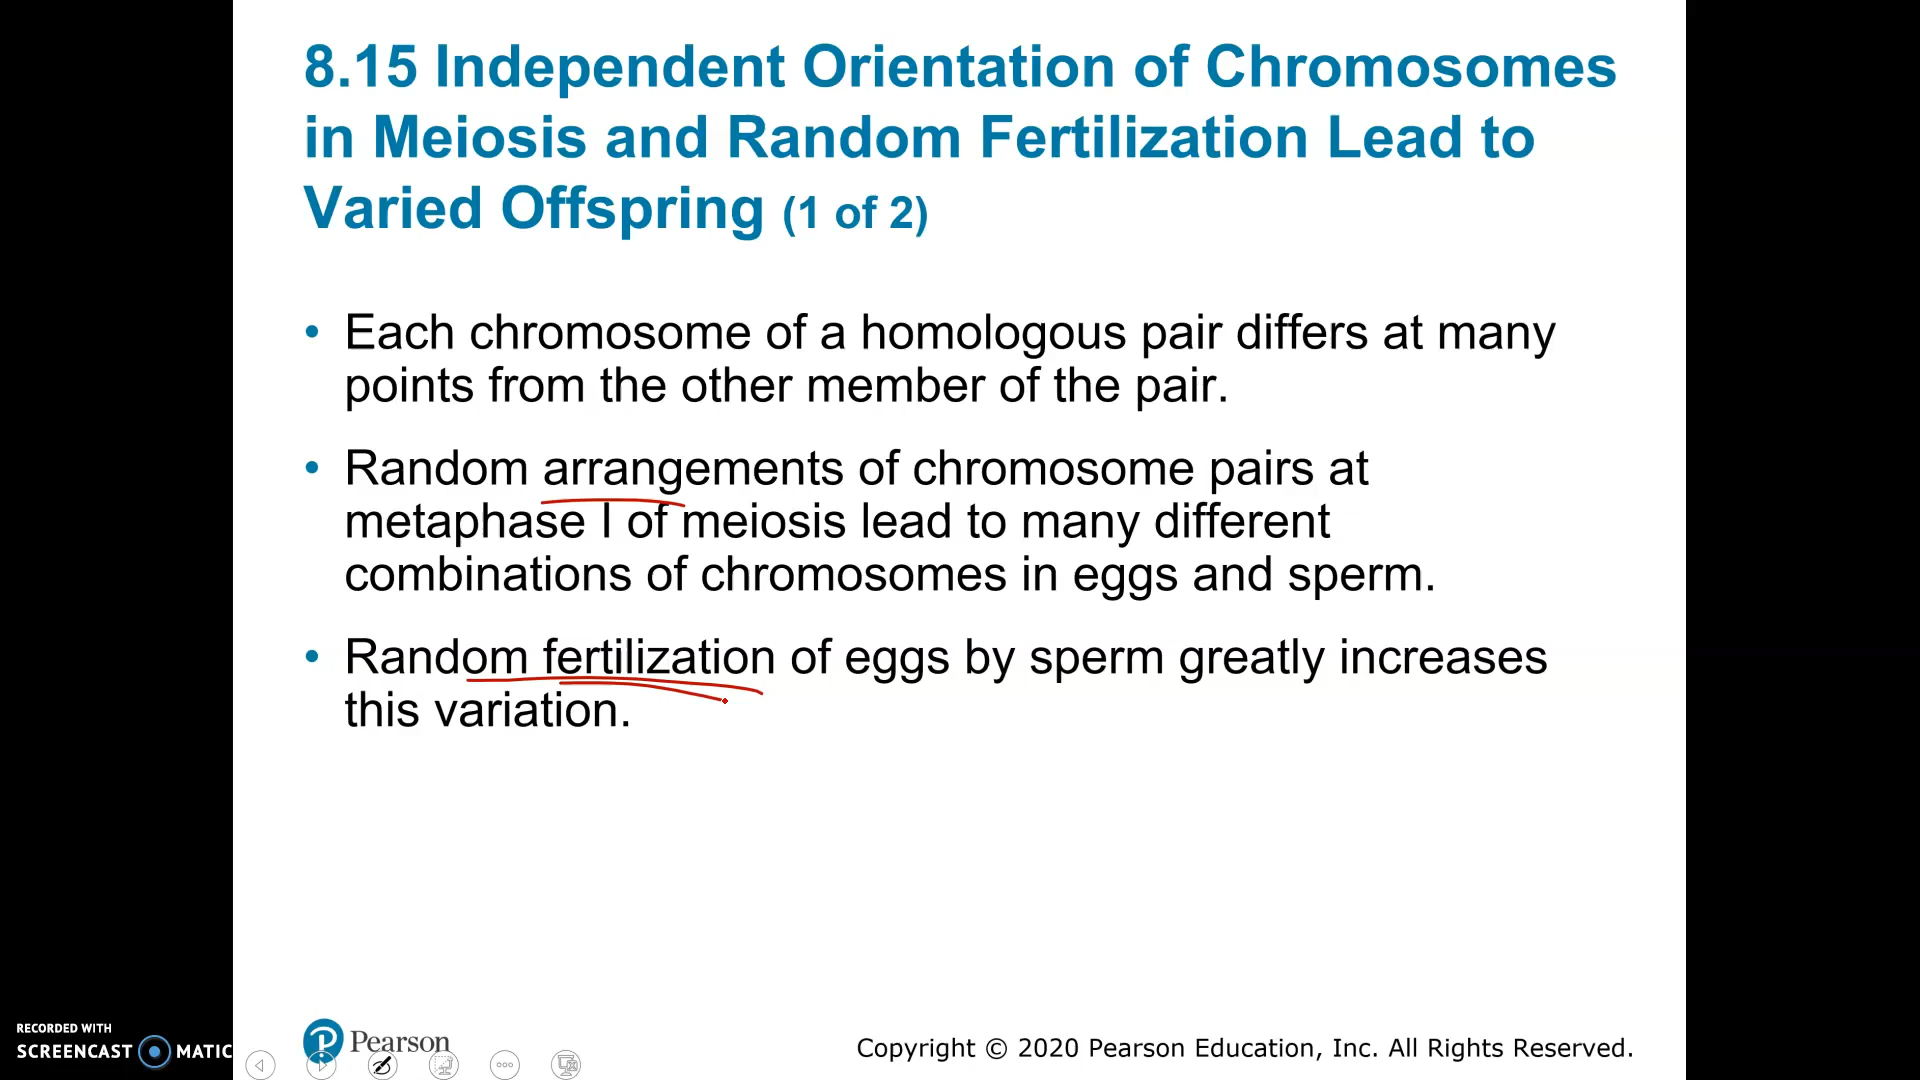 8.15 Independent Orientation of Chromosomes
in Meiosis and Random Fertilization Lead to
Varied Offspring (1 of 2)
• Each chromosome of a homologous pair differs at many
points from the other member of the pair.
• Random arrangements of chromosome pairs at
metaphase I of meiosis lead to many different
combinations of chromosomes in eggs and sperm.
• Random fertilization of eggs by sperm greatly increases
this variation.
RECORDED WITH
SCREENCAST MATIC
Pearson
Copyright © 2020 Pearson Education, Inc. All Rights Reserved.